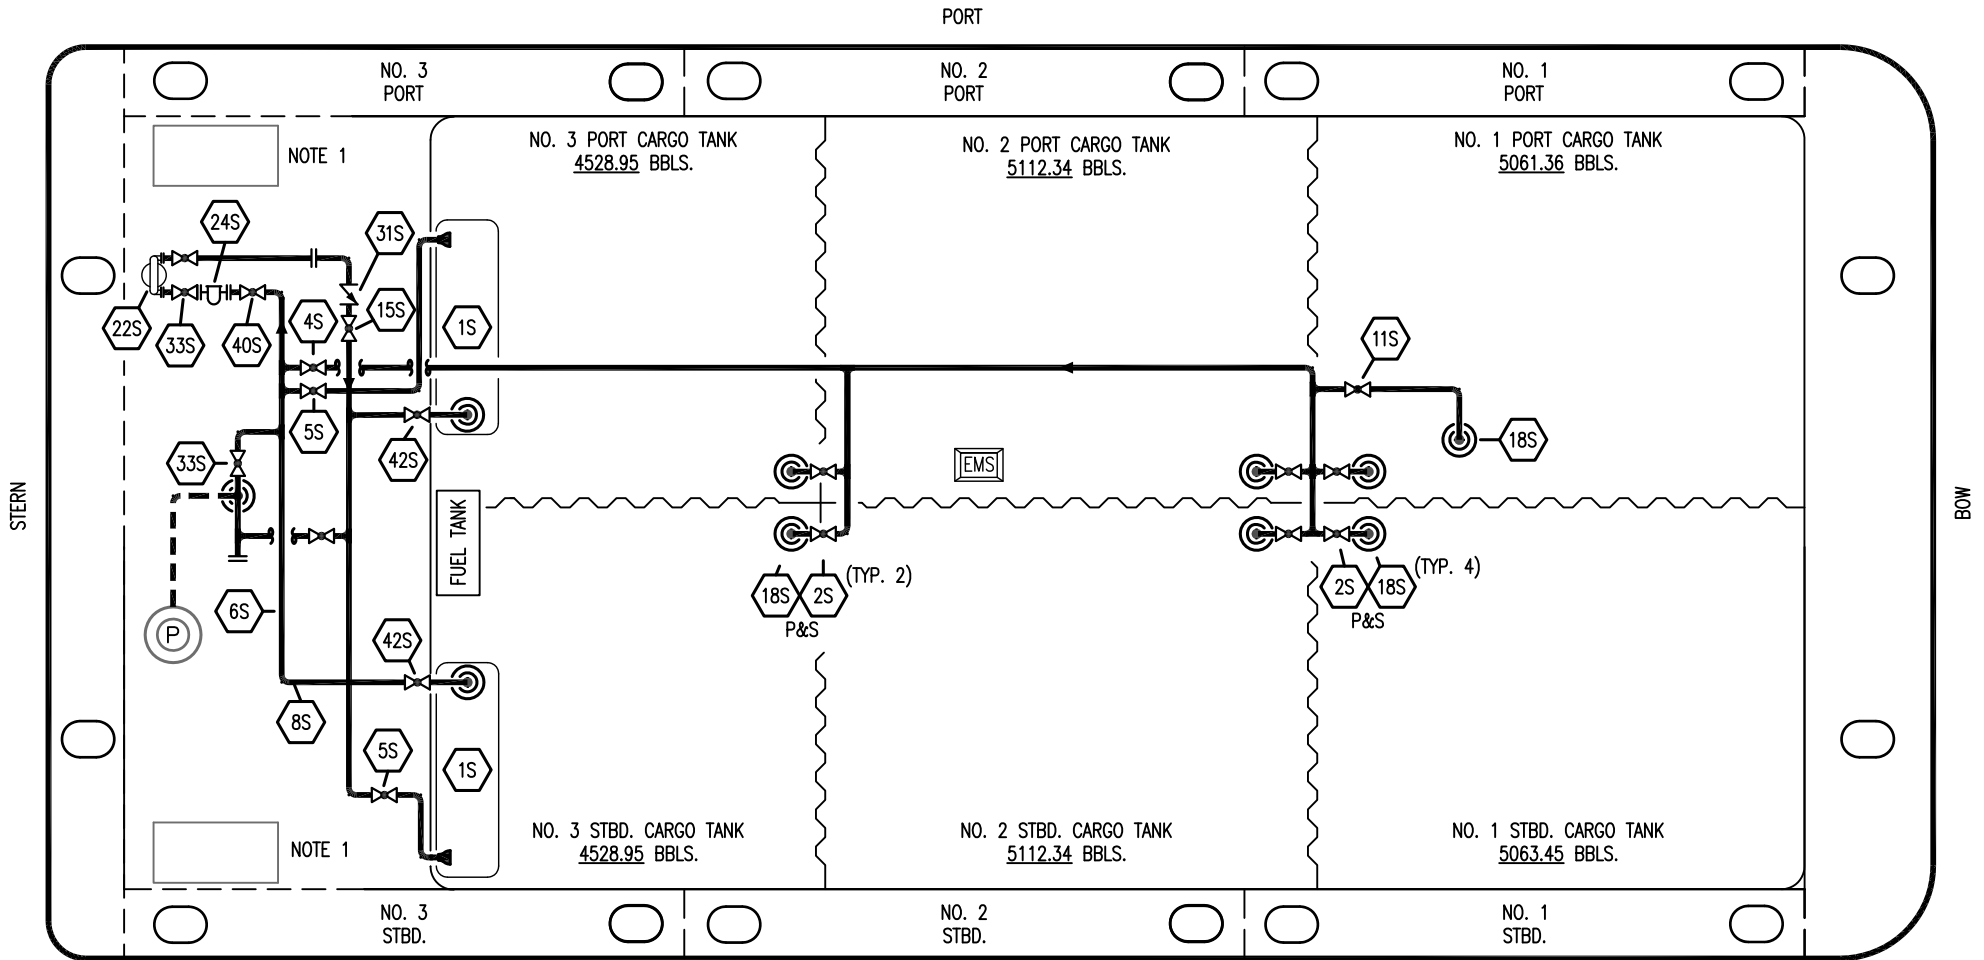 PORT
NO. 3
PORT
NO. 2
PORT
NO. 1
PORT
NO. 3 PORT CARGO TANK
4528.95 BBLS.
NO. 2 PORT CARGO TANK
5112.34 BBLS.
NO. 1 PORT CARGO TANK
5061.36 BBLS.
NOTE 1
24S
31S
22S
33S
40S
4S
15S
1S
11S
5S
42S
18S
33S
EMS
STERN
BOW
FUEL TANK
6S
P
18S
2S
(TYP. 2)
P&S
2S
18S
(TYP. 4)
P&S
42S
8S
5S
1S
NO. 3 STBD. CARGO TANK
4528.95 BBLS.
NO. 2 STBD. CARGO TANK
5112.34 BBLS.
NO. 1 STBD. CARGO TANK
5063.45 BBLS.
NOTE 1
NO. 3
STBD.
NO. 2
STBD.
NO. 1
STBD.